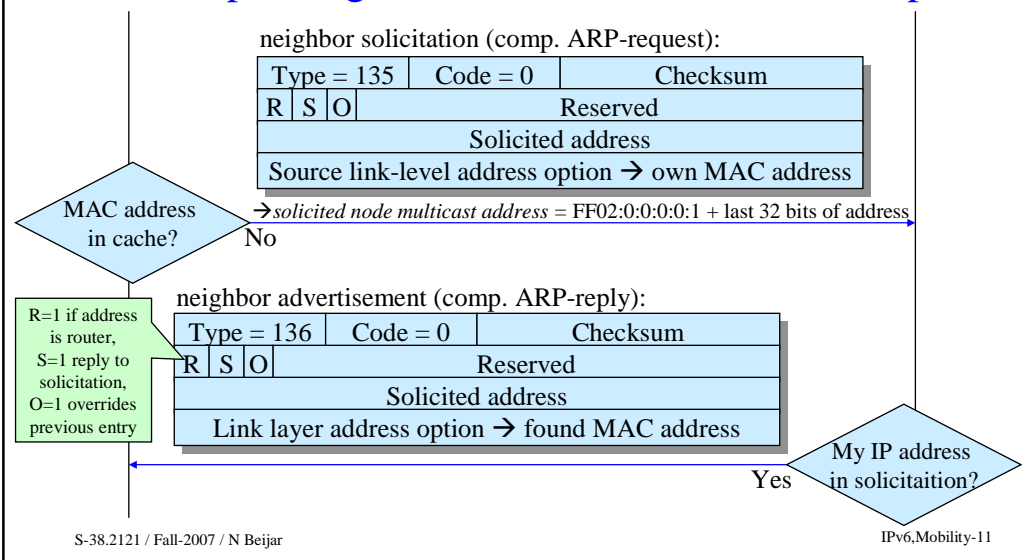 neighbor solicitation (comp. ARP-request):
Type = 135 Code = 0 Checksum
R S O Reserved
Solicited address
Source link-level address option → own MAC address
MAC address
in cache?
→solicited node multicast address = FF02:0:0:0:0:1 + last 32 bits of address
No
neighbor advertisement (comp. ARP-reply):
R=1 if address
is router,
S=1 reply to
solicitation,
O=1 overrides
previous entry
Type = 136 Code = 0 Checksum
R S O Reserved
Solicited address
Link layer address option → found MAC address
My IP address
in solicitaition?
Yes
S-38.2121 / Fall-2007 / N Beijar
IPv6,Mobility-11